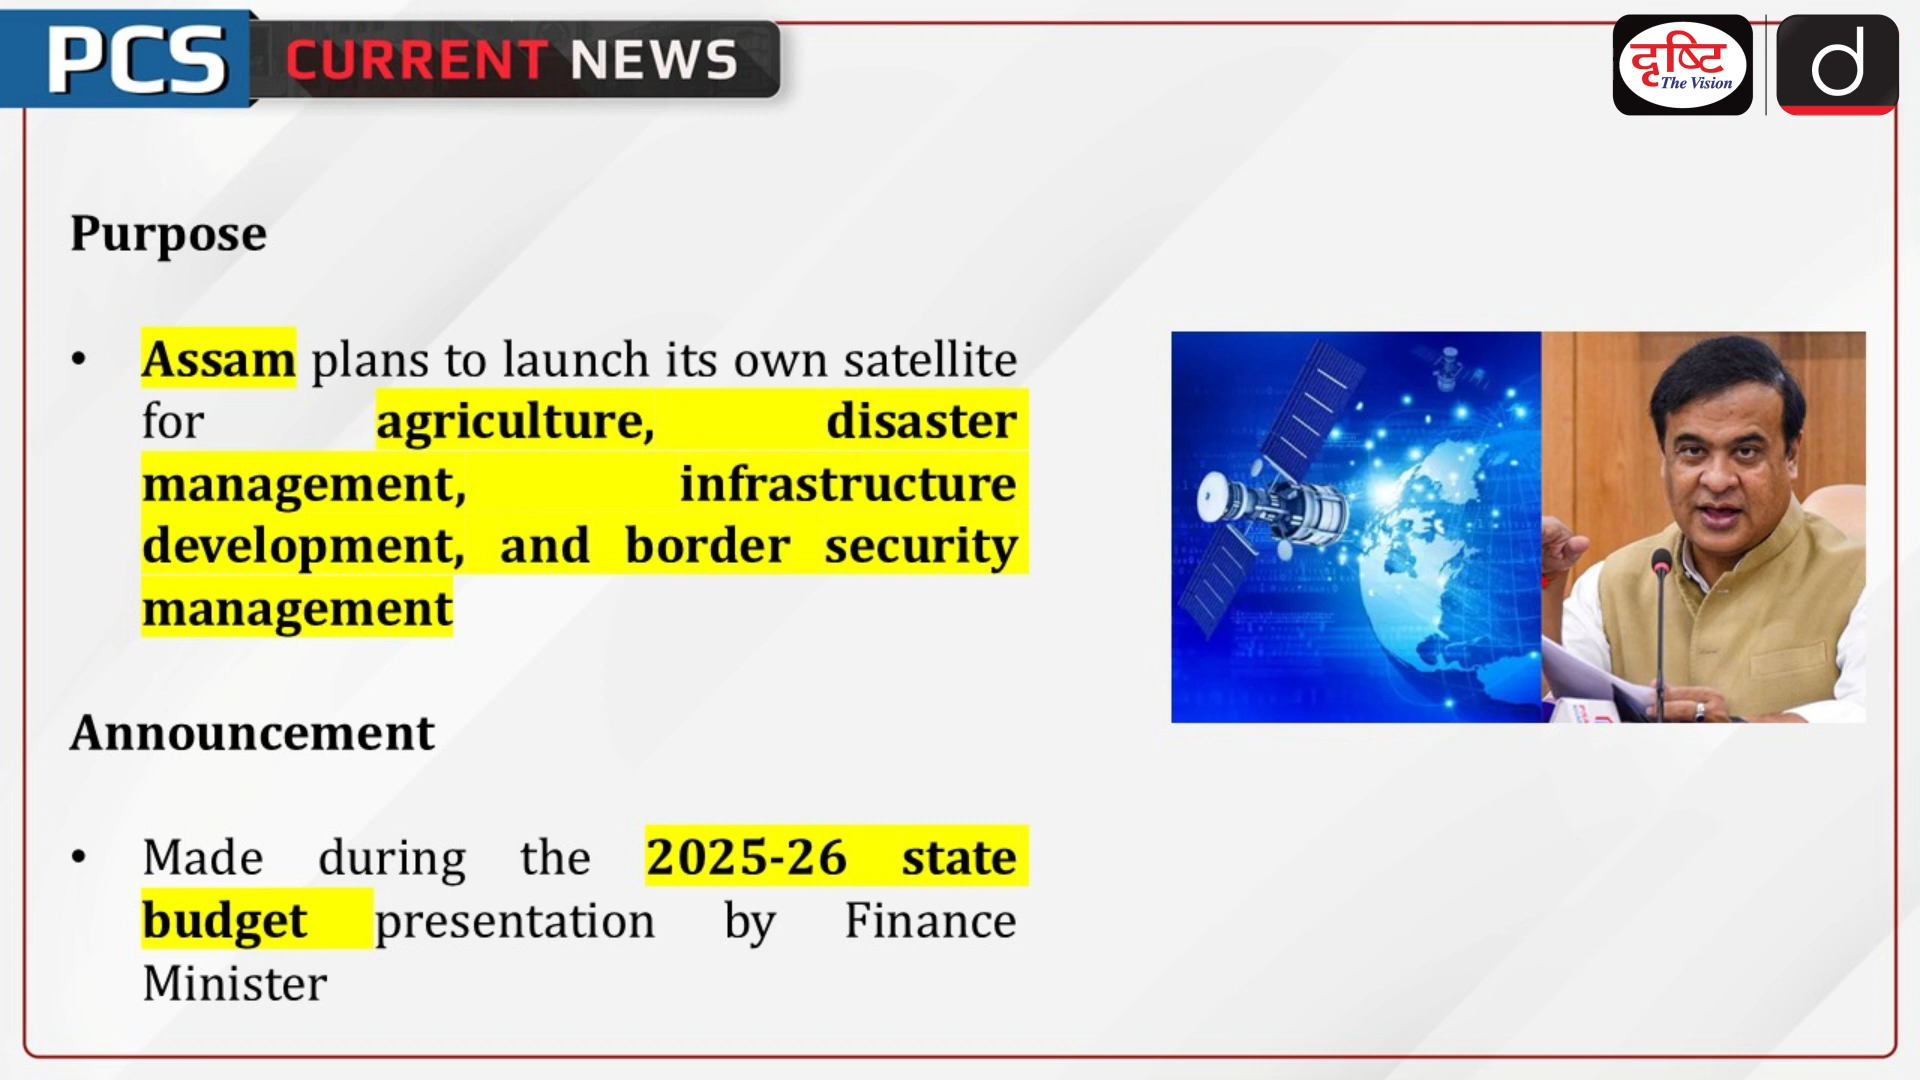 PCS CURRENT NEWS
दृष्टि
The Vision
d
Purpose
• Assam plans to launch its own satellite
for agriculture, disaster
management, infrastructure
development, and border security
management
Announcement
• Made during the 2025-26 state
budget presentation by Finance
Minister